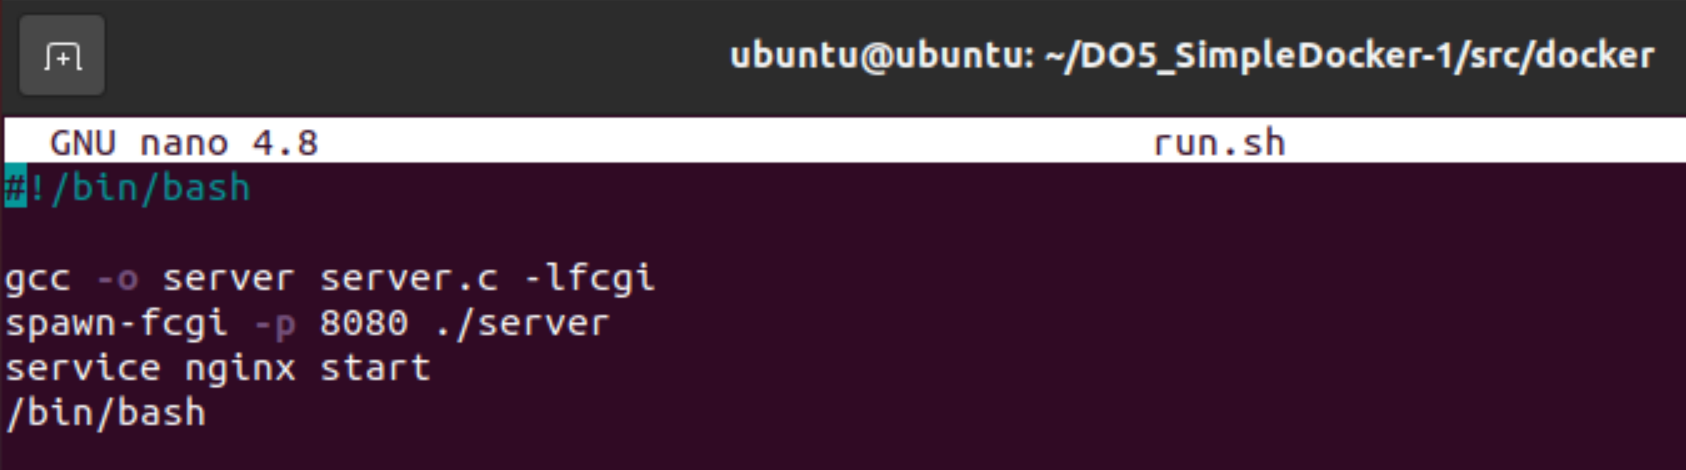 ubuntu@ubuntu: ~/DO5_SimpleDocker-1/src/docker
GNU nano 4.8 run.sh
#!/bin/bash
gcc -o server server.c -lfcgi
spawn-fcgi -p 8080 ./server
service nginx start
/bin/bash